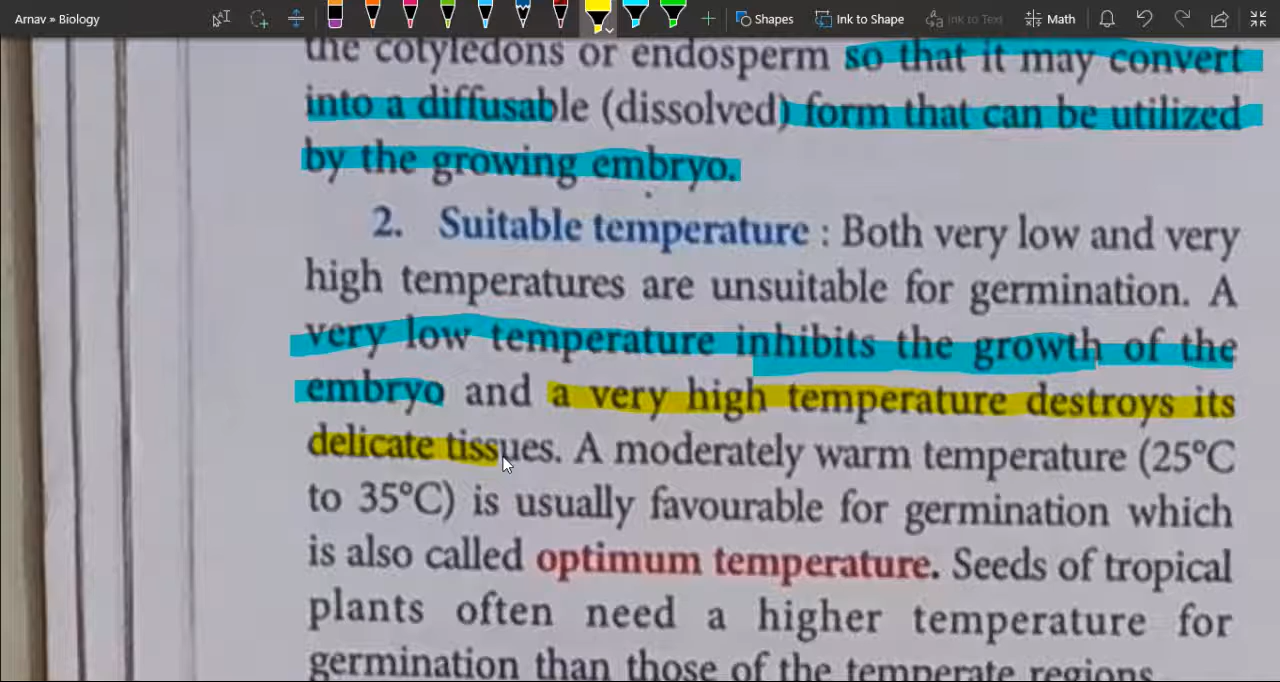 Arnav » Biology
Shapes
Ink to Shape
Ink to Text
Math
the cotyledons or endosperm so that it may convert
into a diffusable (dissolved) form that can be utilized
by the growing embryo.
2. Suitable temperature : Both very low and very
high temperatures are unsuitable for germination. A
very low temperature inhibits the growth of the
embryo and a very high temperature destroys its
delicate tissues. A moderately warm temperature (25°C
to 35°C) is usually favourable for germination which
is also called optimum temperature. Seeds of tropical
plants often need a higher temperature for
germination than those of the temperate regions.